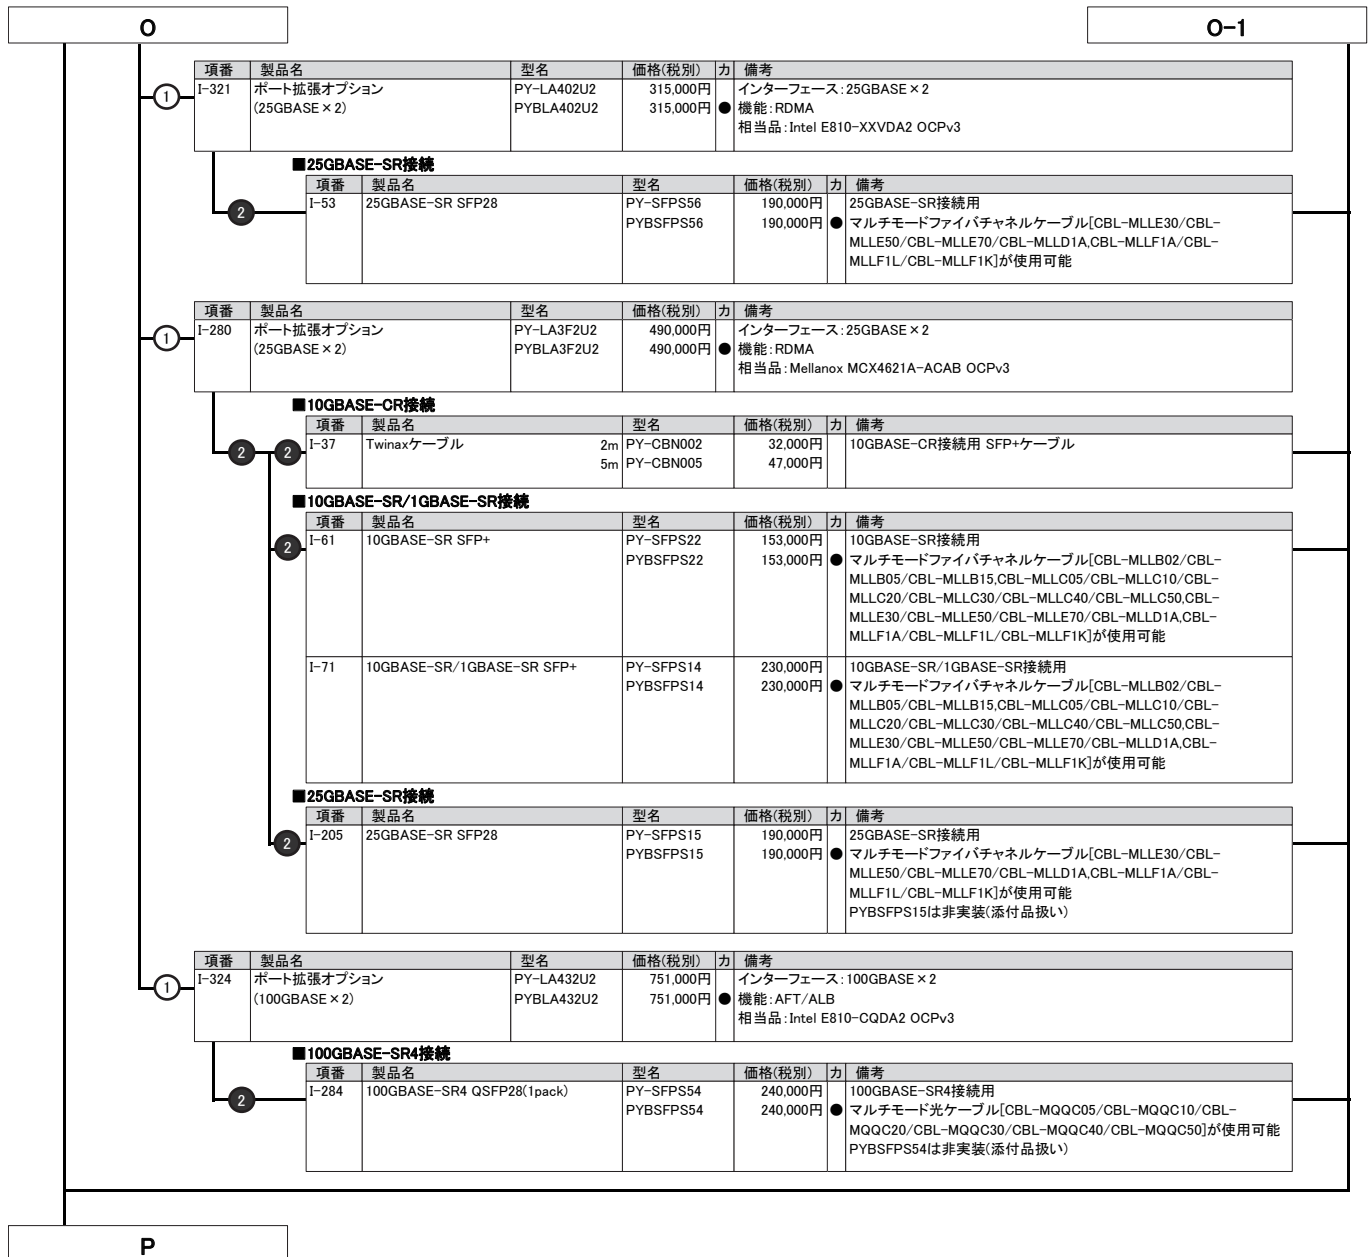 O
O-1
項番 製品名 型名 価格(税別) カ 備考
① I-321 ポート拡張オプション PY-LA402U2 315,000円 インターフェース:25GBASE×2
(25GBASE×2) PYBLA402U2 315,000円 ● 機能:RDMA
相当品:Intel E810-XXVDA2 OCPv3
■25GBASE-SR接続
項番 製品名 型名 価格(税別) カ 備考
2 I-53 25GBASE-SR SFP28 PY-SFPS56 190,000円 25GBASE-SR接続用
PYBSFPS56 190,000円 ● マルチモードファイバチャネルケーブル[CBL-MLLE30/CBL-
MLLE50/CBL-MLLE70/CBL-MLLD1A,CBL-MLLF1A/CBL-
MLLF1L/CBL-MLLF1K]が使用可能
項番 製品名 型名 価格(税別) カ 備考
① I-280 ポート拡張オプション PY-LA3F2U2 490,000円 インターフェース:25GBASE×2
(25GBASE×2) PYBLA3F2U2 490,000円 ● 機能:RDMA
相当品:Mellanox MCX4621A-ACAB OCPv3
■10GBASE-CR接続
項番 製品名 型名 価格(税別) カ 備考
2 2 I-37 Twinaxケーブル 2m PY-CBN002 32,000円 10GBASE-CR接続用 SFP+ケーブル
5m PY-CBN005 47,000円
■10GBASE-SR/1GBASE-SR接続
項番 製品名 型名 価格(税別) カ 備考
2 I-61 10GBASE-SR SFP+ PY-SFPS22 153,000円 10GBASE-SR接続用
PYBSFPS22 153,000円 ● マルチモードファイバチャネルケーブル[CBL-MLLB02/CBL-
MLLB05/CBL-MLLB15,CBL-MLLC05/CBL-MLLC10/CBL-
MLLC20/CBL-MLLC30/CBL-MLLC40/CBL-MLLC50,CBL-
MLLE30/CBL-MLLE50/CBL-MLLE70/CBL-MLLD1A,CBL-
MLLF1A/CBL-MLLF1L/CBL-MLLF1K]が使用可能
I-71 10GBASE-SR/1GBASE-SR SFP+ PY-SFPS14 230,000円 10GBASE-SR/1GBASE-SR接続用
PYBSFPS14 230,000円 ● マルチモードファイバチャネルケーブル[CBL-MLLB02/CBL-
MLLB05/CBL-MLLB15,CBL-MLLC05/CBL-MLLC10/CBL-
MLLC20/CBL-MLLC30/CBL-MLLC40/CBL-MLLC50,CBL-
MLLE30/CBL-MLLE50/CBL-MLLE70/CBL-MLLD1A,CBL-
MLLF1A/CBL-MLLF1L/CBL-MLLF1K]が使用可能
■25GBASE-SR接続
項番 製品名 型名 価格(税別) カ 備考
2 I-205 25GBASE-SR SFP28 PY-SFPS15 190,000円 25GBASE-SR接続用
PYBSFPS15 190,000円 ● マルチモードファイバチャネルケーブル[CBL-MLLE30/CBL-
MLLE50/CBL-MLLE70/CBL-MLLD1A,CBL-MLLF1A/CBL-
MLLF1L/CBL-MLLF1K]が使用可能
PYBSFPS15は非実装(添付品扱い)
項番 製品名 型名 価格(税別) カ 備考
① I-324 ポート拡張オプション PY-LA432U2 751,000円 インターフェース:100GBASE×2
(100GBASE×2) PYBLA432U2 751,000円 ● 機能:AFT/ALB
相当品:Intel E810-CQDA2 OCPv3
■100GBASE-SR4接続
項番 製品名 型名 価格(税別) カ 備考
2 I-284 100GBASE-SR4 QSFP28(1pack) PY-SFPS54 240,000円 100GBASE-SR4接続用
PYBSFPS54 240,000円 ● マルチモード光ケーブル[CBL-MQQC05/CBL-MQQC10/CBL-
MQQC20/CBL-MQQC30/CBL-MQQC40/CBL-MQQC50]が使用可能
PYBSFPS54は非実装(添付品扱い)
P